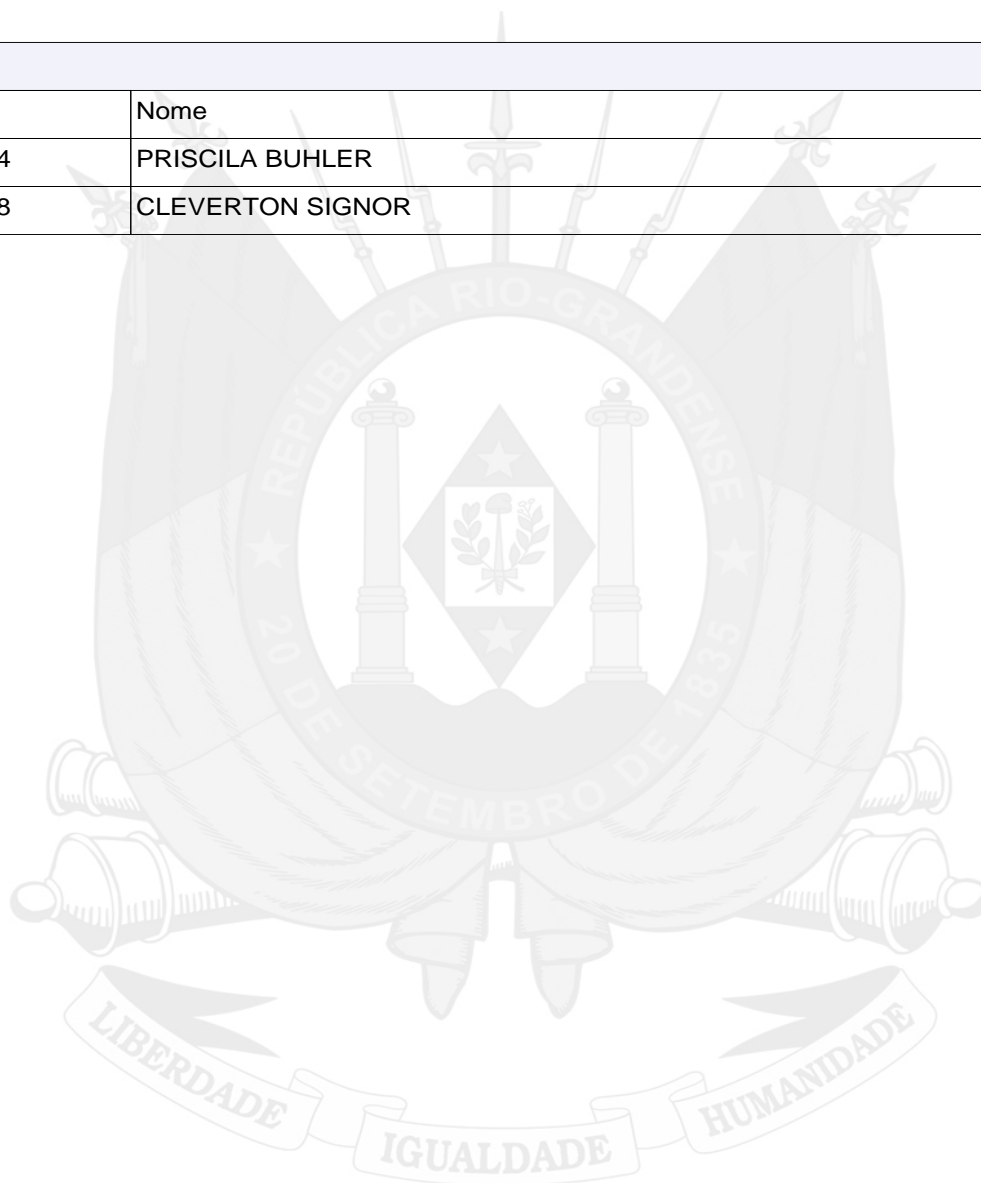 Nome
4 PRISCILA BUHLER
8 CLEVERTON SIGNOR
REPÚBLICA RIO-GRANDENSE
20 DE SETEMBRO DE 1835
LIBERDADE IGUALDADE HUMANIDADE